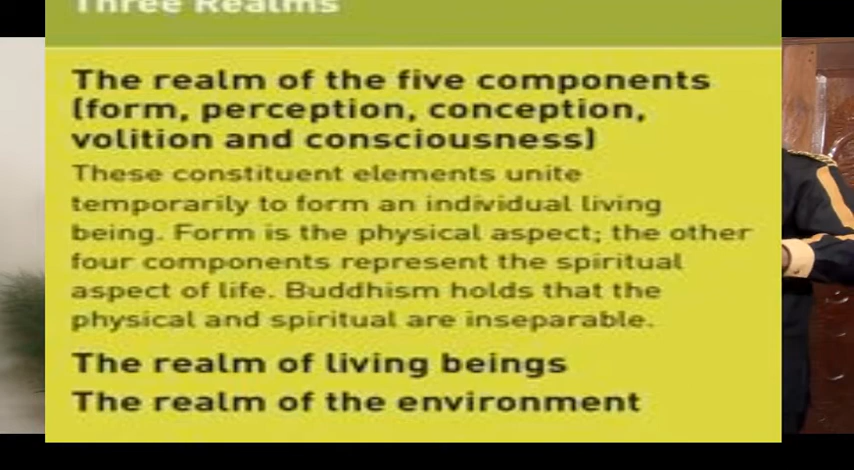 Three Realms
The realm of the five components
(form, perception, conception,
volition and consciousness)
These constituent elements unite
temporarily to form an individual living
being. Form is the physical aspect; the other
four components represent the spiritual
aspect of life. Buddhism holds that the
physical and spiritual are inseparable.
The realm of living beings
The realm of the environment